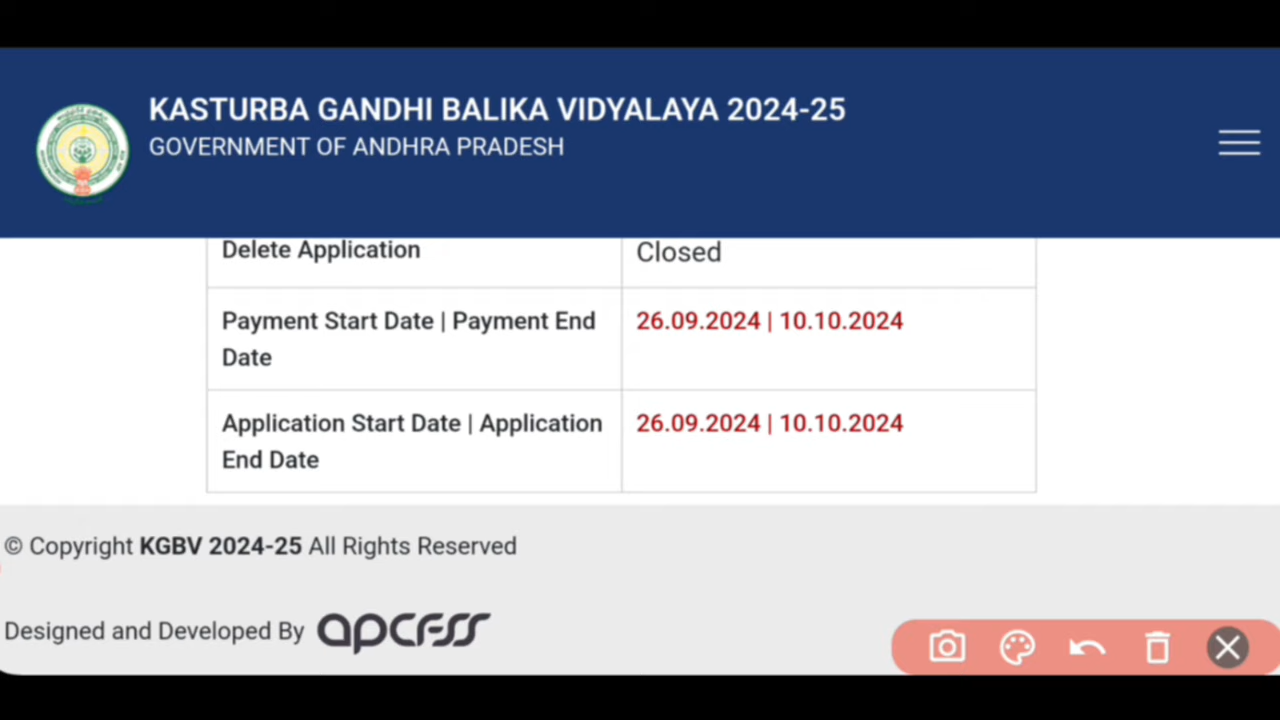 KASTURBA GANDHI BALIKA VIDYALAYA 2024-25
GOVERNMENT OF ANDHRA PRADESH
Delete Application
Closed
Payment Start Date | Payment End
Date
26.09.2024 | 10.10.2024
Application Start Date | Application
End Date
26.09.2024 | 10.10.2024
© Copyright KGBV 2024-25 All Rights Reserved
Designed and Developed By apcfss